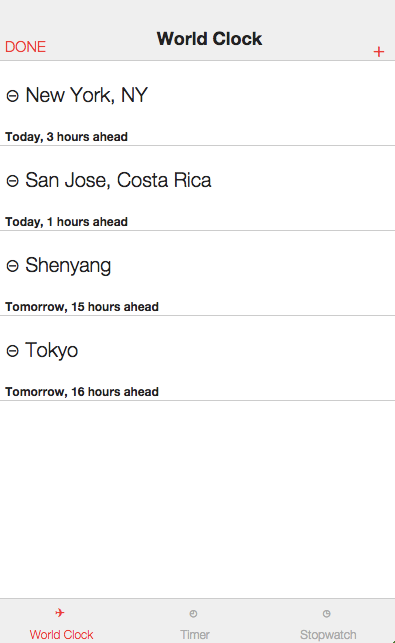 World Clock
DONE
+
New York, NY
Today, 3 hours ahead
San Jose, Costa Rica
Today, 1 hours ahead
Shenyang
Tomorrow, 15 hours ahead
Tokyo
Tomorrow, 16 hours ahead
World Clock Timer Stopwatch